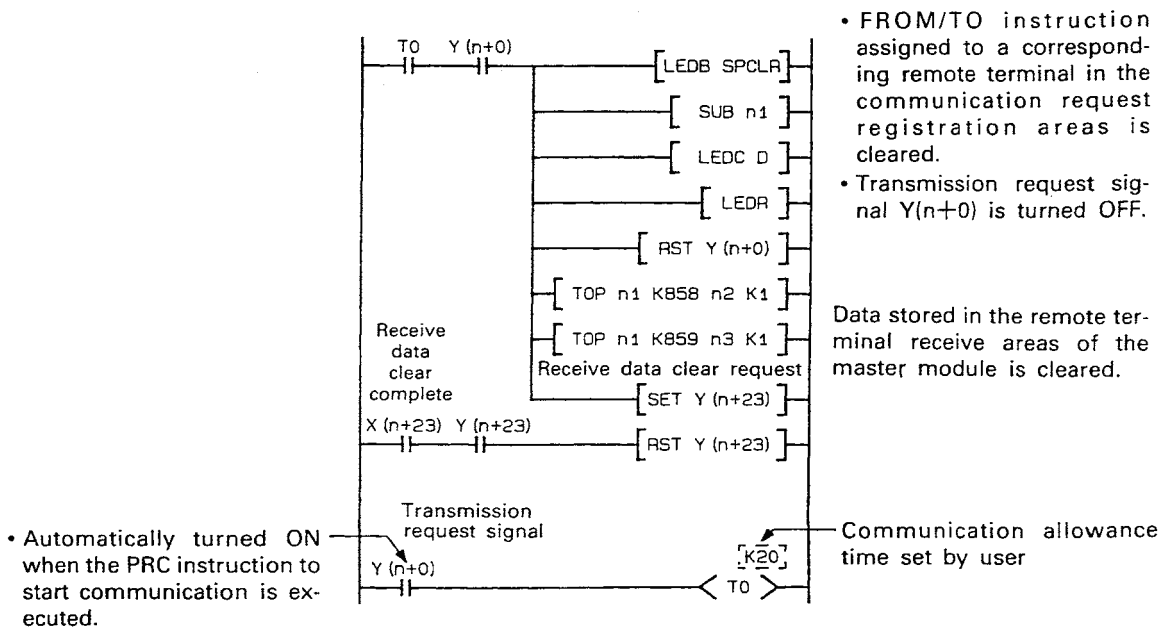 T0 Y (n+0)
LEDB SPCLR
SUB n1
LEDC D
LEDR
RST Y (n+0)
TOP n1 K858 n2 K1
TOP n1 K859 n3 K1
Receive data clear request
SET Y (n+23)
• FROM/TO instruction
assigned to a correspond-
ing remote terminal in the
communication request
registration areas is
cleared.
• Transmission request sig-
nal Y(n+0) is turned OFF.
Data stored in the remote ter-
minal receive areas of the
master module is cleared.
Receive
data
clear
complete
X (n+23) Y (n+23)
RST Y (n+23)
• Automatically turned ON
when the PRC instruction to
start communication is ex-
ecuted.
Transmission
request signal
Y (n+0)
K20
T0
Communication allowance
time set by user